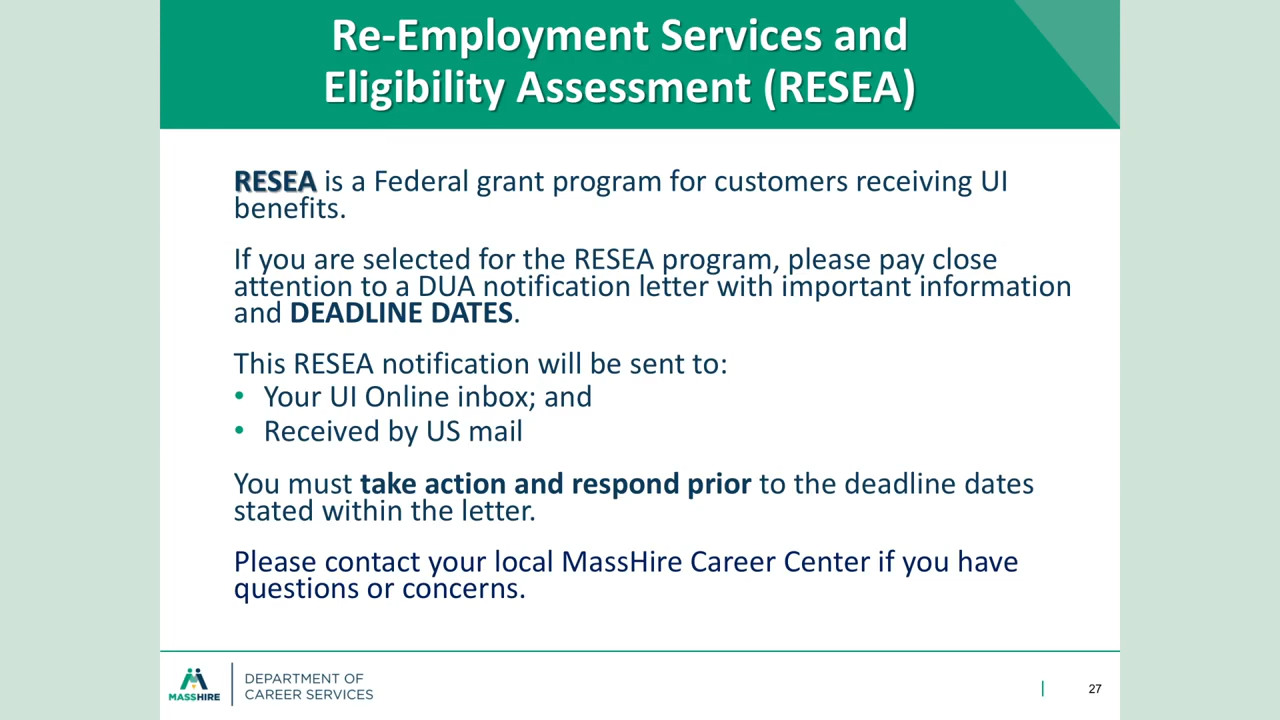 Re-Employment Services and
Eligibility Assessment (RESEA)
RESEA is a Federal grant program for customers receiving UI
benefits.
If you are selected for the RESEA program, please pay close
attention to a DUA notification letter with important information
and DEADLINE DATES.
This RESEA notification will be sent to:
• Your UI Online inbox; and
• Received by US mail
You must take action and respond prior to the deadline dates
stated within the letter.
Please contact your local MassHire Career Center if you have
questions or concerns.
MASSHIRE
DEPARTMENT OF
CAREER SERVICES
27